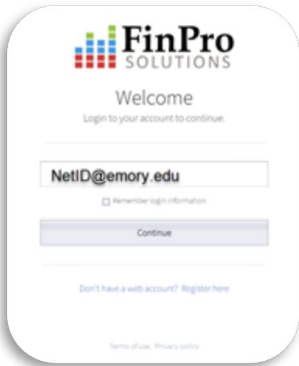 FinPro
SOLUTIONS
Welcome
Login to your account to continue.
NetID@emory.edu
Remember login information
Continue
Don't have a web account? Register here
Terms of use Privacy policy